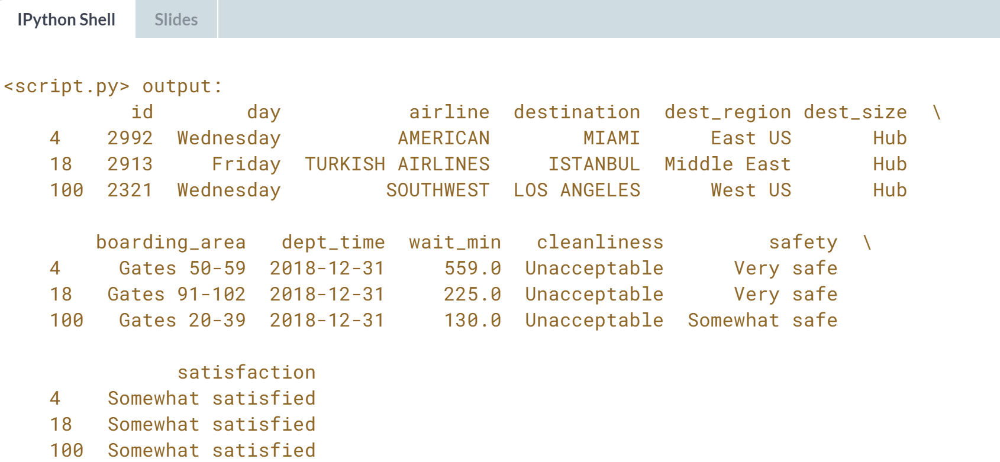 IPython Shell Slides
<script.py> output:
           id        day           airline  destination  dest_region dest_size  \
    4    2992  Wednesday          AMERICAN        MIAMI      East US       Hub
    18   2913     Friday  TURKISH AIRLINES     ISTANBUL  Middle East       Hub
    100  2321  Wednesday         SOUTHWEST  LOS ANGELES      West US       Hub
        boarding_area   dept_time  wait_min   cleanliness         safety  \
    4     Gates 50-59  2018-12-31     559.0  Unacceptable      Very safe
    18   Gates 91-102  2018-12-31     225.0  Unacceptable      Very safe
    100   Gates 20-39  2018-12-31     130.0  Unacceptable  Somewhat safe
               satisfaction
    4    Somewhat satisfied
    18   Somewhat satisfied
    100  Somewhat satisfied